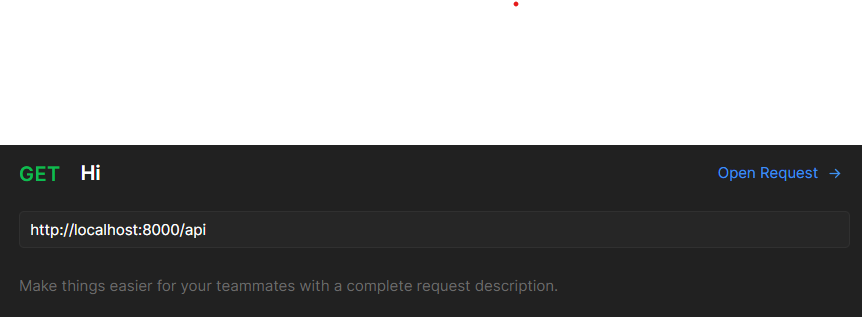 GET Hi Open Request →
http://localhost:8000/api
Make things easier for your teammates with a complete request description.